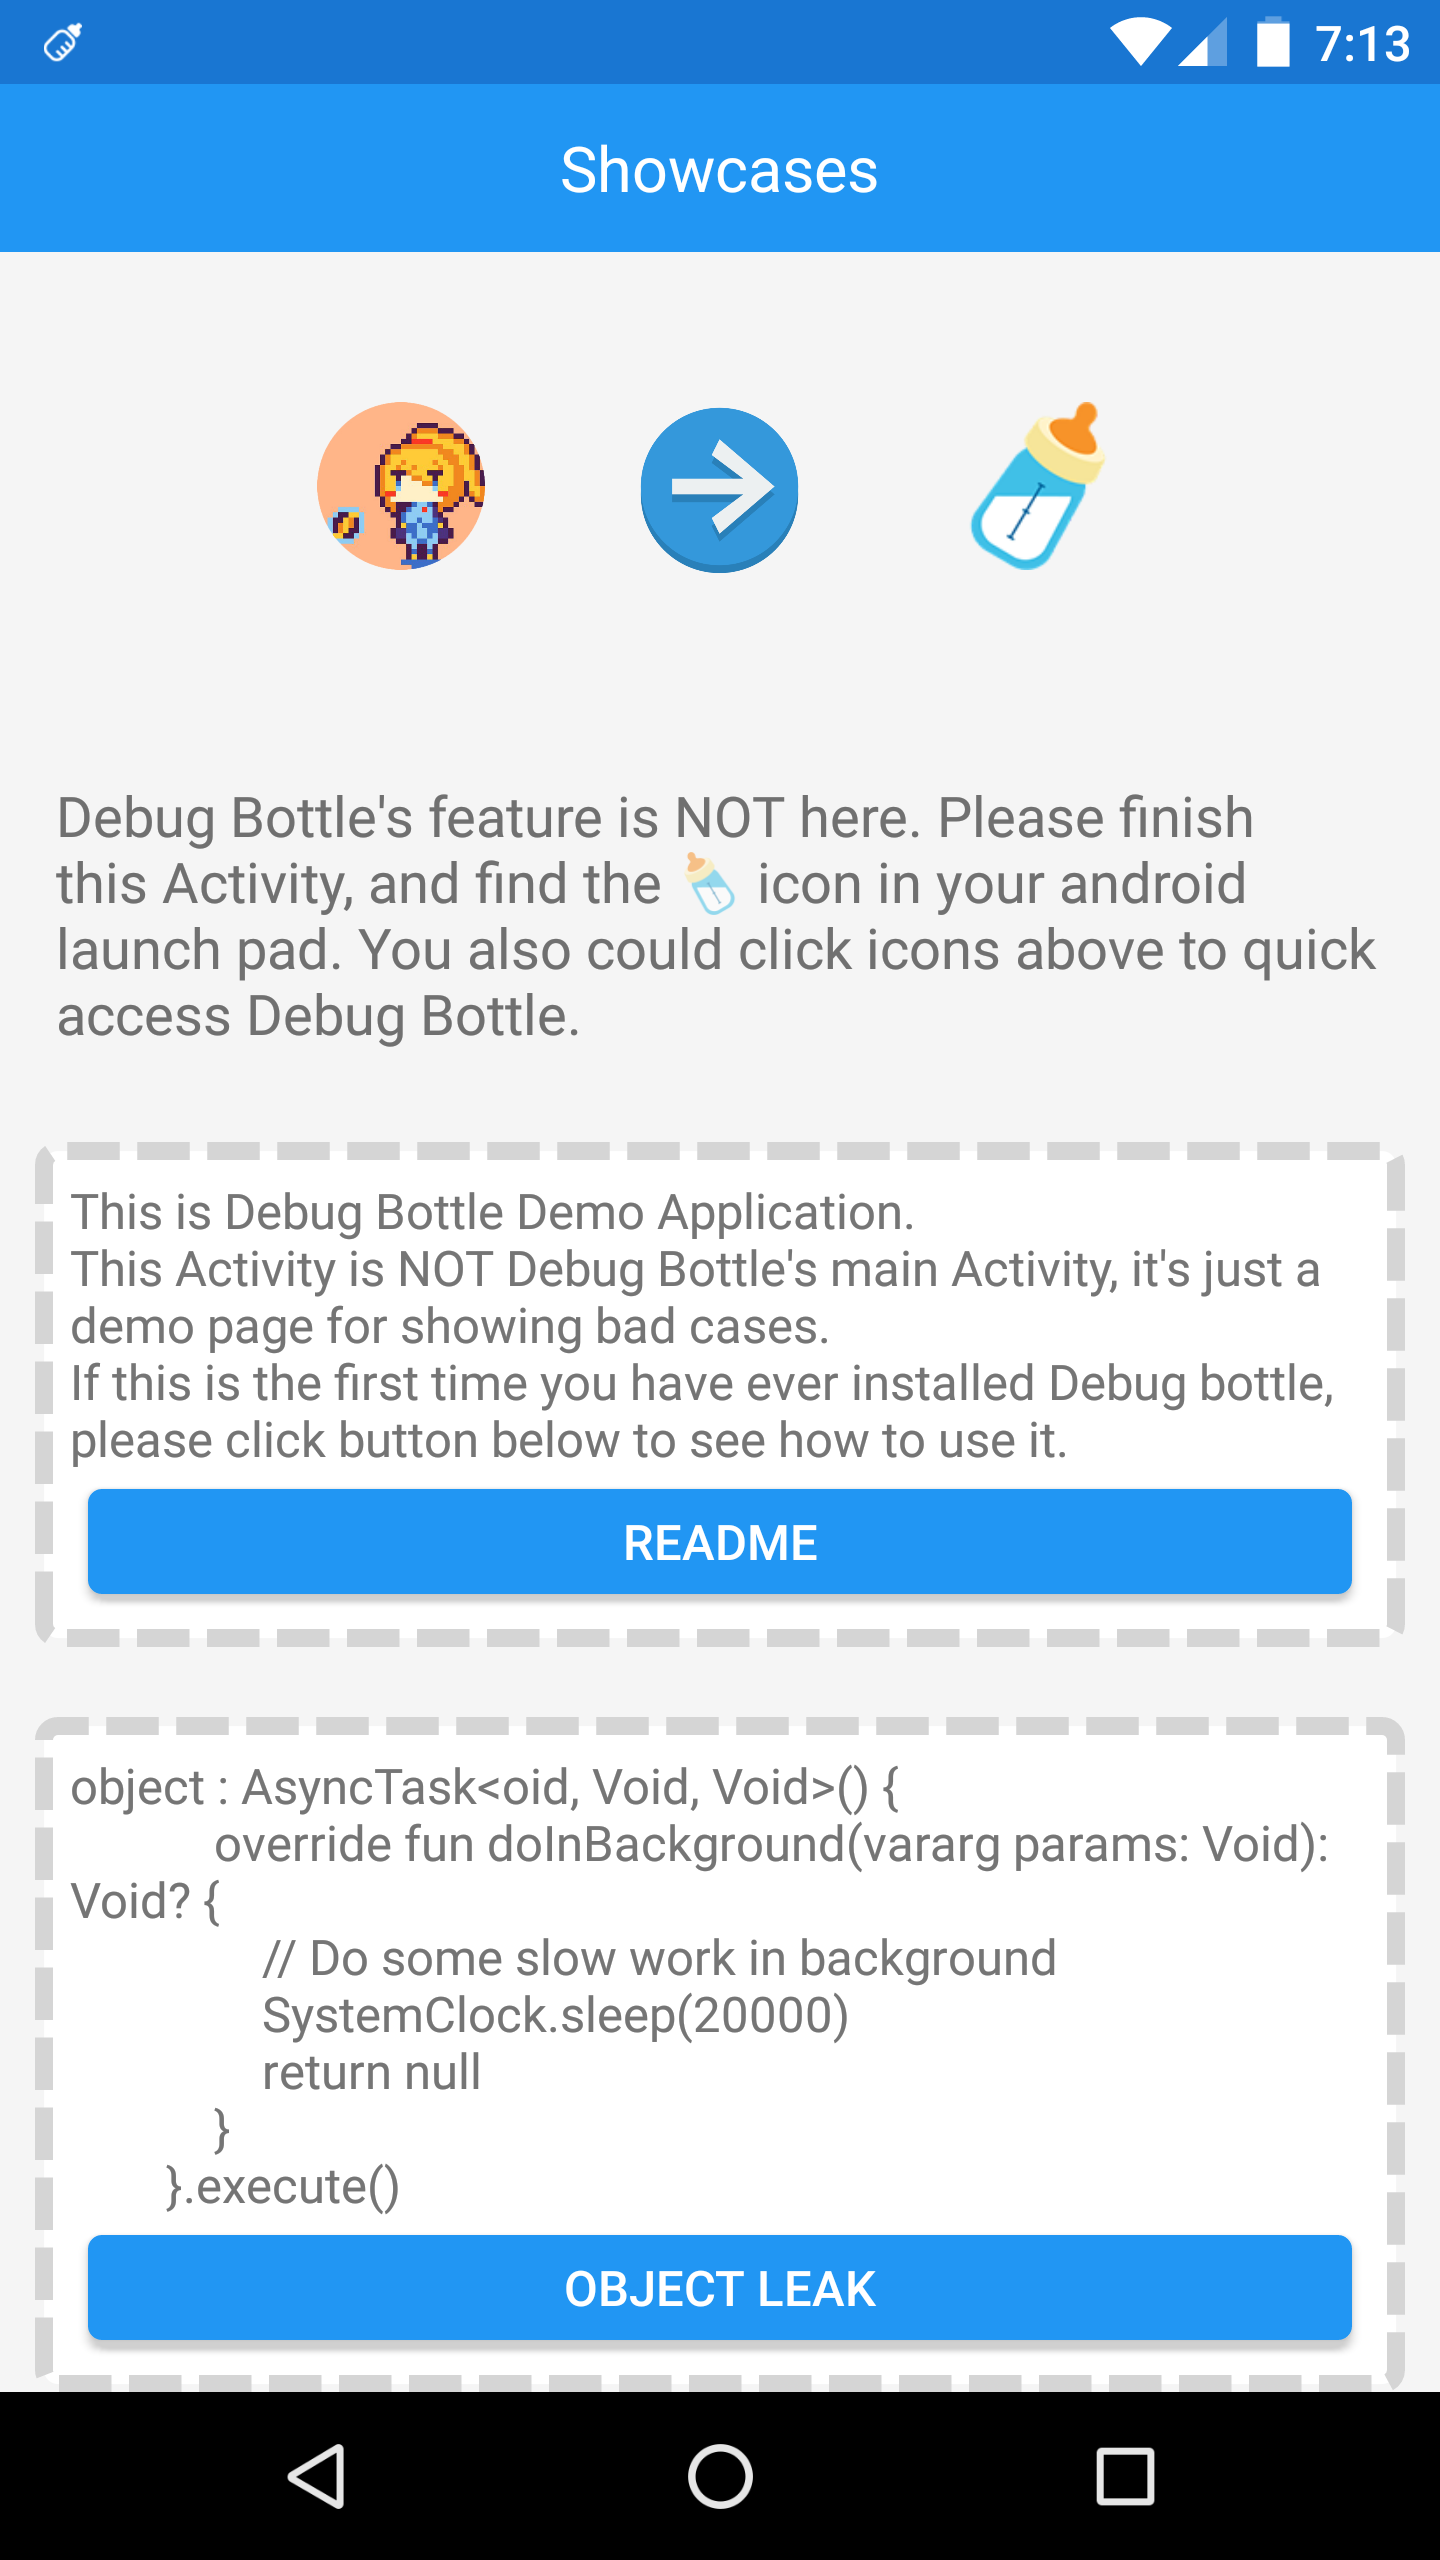 7:13
Showcases
Debug Bottle's feature is NOT here. Please finish
this Activity, and find the icon in your android
launch pad. You also could click icons above to quick
access Debug Bottle.
This is Debug Bottle Demo Application.
This Activity is NOT Debug Bottle's main Activity, it's just a
demo page for showing bad cases.
If this is the first time you have ever installed Debug bottle,
please click button below to see how to use it.
README
object : AsyncTask<oid, Void, Void>() {
override fun doInBackground(vararg params: Void):
Void? {
// Do some slow work in background
SystemClock.sleep(20000)
return null
}
}.execute()
OBJECT LEAK